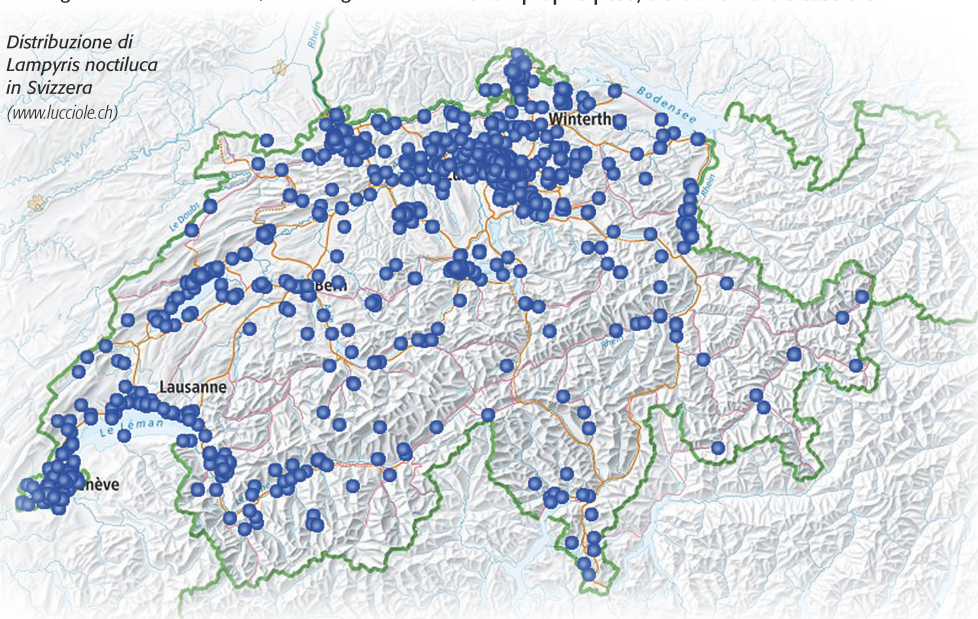 Distribuzione di
Lampyris noctiluca
in Svizzera
(www.lucciole.ch)
Rhein
Bodensee
Winterth
Rhein
Le Doubs
Bern
Rhein
Lausanne
Le Léman
nève